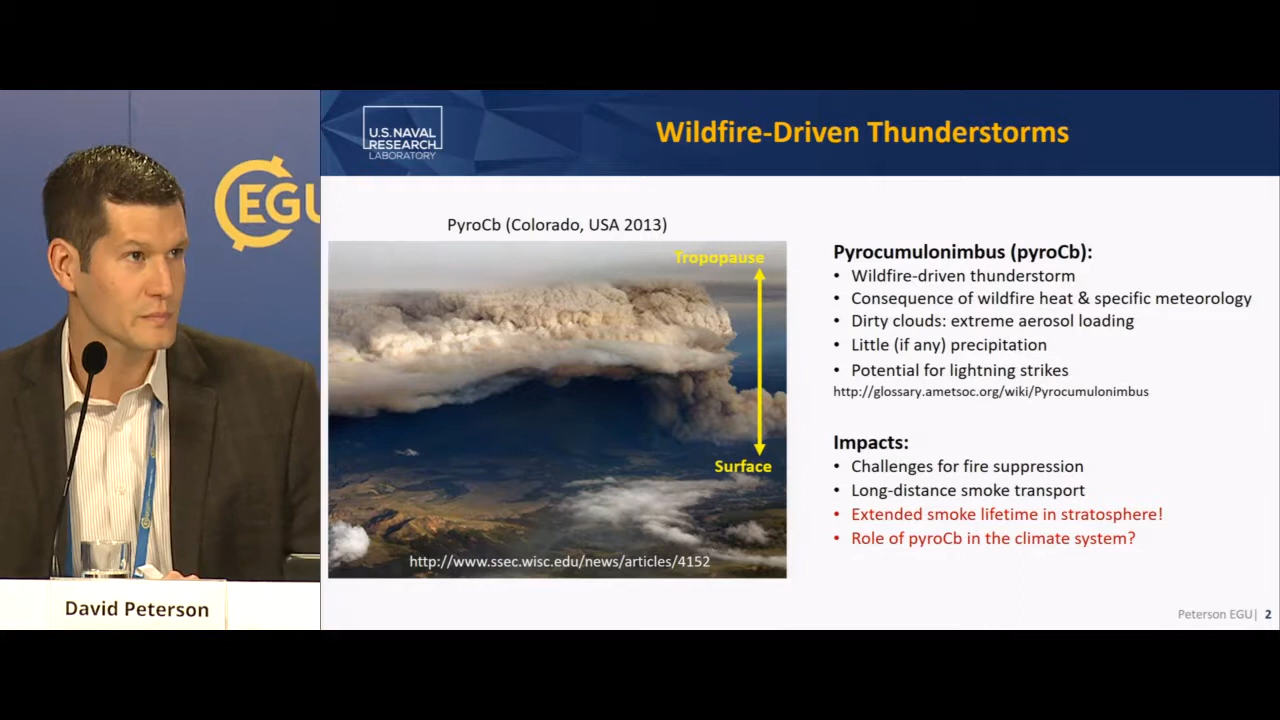 EGU
David Peterson
U.S. NAVAL
RESEARCH
LABORATORY
Wildfire-Driven Thunderstorms
PyroCb (Colorado, USA 2013)
Tropopause
Surface
http://www.ssec.wisc.edu/news/articles/4152
Pyrocumulonimbus (pyroCb):
• Wildfire-driven thunderstorm
• Consequence of wildfire heat & specific meteorology
• Dirty clouds: extreme aerosol loading
• Little (if any) precipitation
• Potential for lightning strikes
http://glossary.ametsoc.org/wiki/Pyrocumulonimbus
Impacts:
• Challenges for fire suppression
• Long-distance smoke transport
• Extended smoke lifetime in stratosphere!
• Role of pyroCb in the climate system?
Peterson EGU| 2